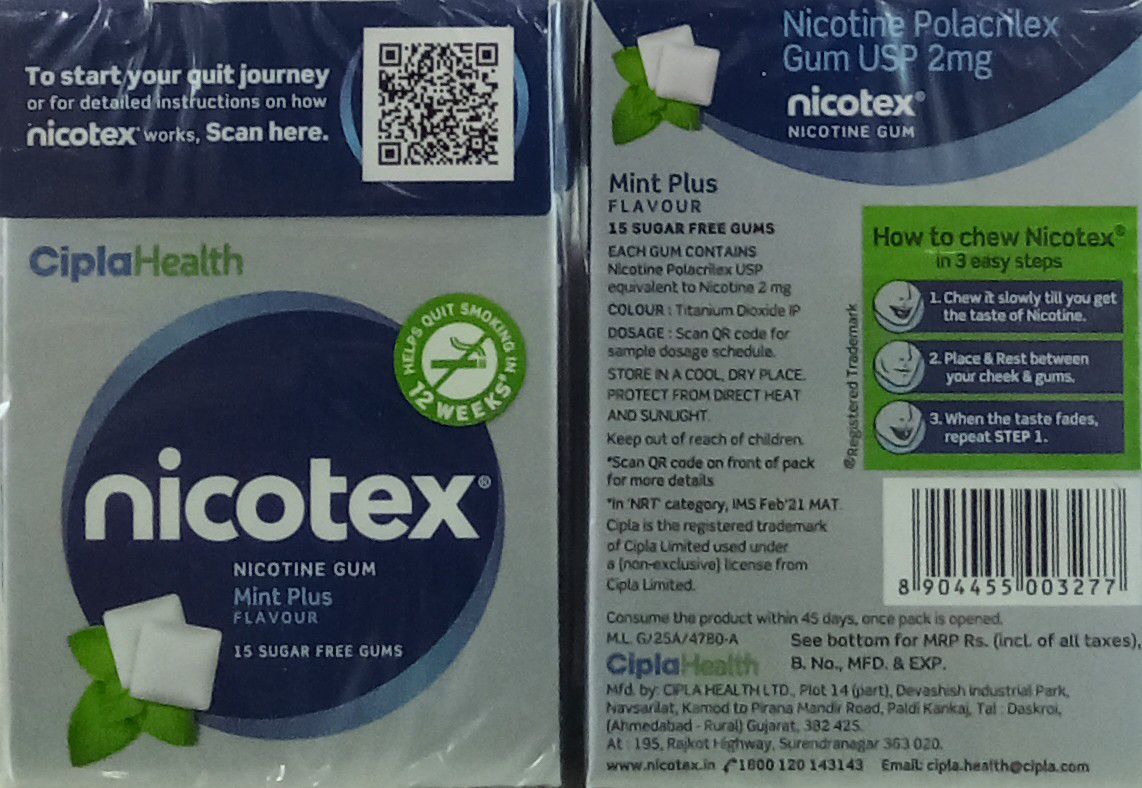 To start your quit journey
or for detailed instructions on how
nicotex® works, Scan here.
CiplaHealth
HELPS QUIT SMOKING IN
12 WEEKS*
nicotex®
NICOTINE GUM
Mint Plus
FLAVOUR
15 SUGAR FREE GUMS
Nicotine Polacrilex
Gum USP 2mg
nicotex®
NICOTINE GUM
Mint Plus
FLAVOUR
15 SUGAR FREE GUMS
EACH GUM CONTAINS
Nicotine Polacrilex USP
equivalent to Nicotine 2 mg
COLOUR : Titanium Dioxide IP
DOSAGE : Scan QR code for
sample dosage schedule.
STORE IN A COOL, DRY PLACE.
PROTECT FROM DIRECT HEAT
AND SUNLIGHT.
Keep out of reach of children.
*Scan QR code on front of pack
for more details
*In 'NRT' category, IMS Feb'21 MAT.
Cipla is the registered trademark
of Cipla Limited used under
a (non-exclusive) license from
Cipla Limited.
®Registered Trademark
How to chew Nicotex®
in 3 easy steps
1. Chew it slowly till you get
the taste of Nicotine.
2. Place & Rest between
your cheek & gums.
3. When the taste fades,
repeat STEP 1.
8 904455 003277
Consume the product within 45 days, once pack is opened.
M.L. G/25A/4780-A
See bottom for MRP Rs. (incl. of all taxes),
B. No., MFD. & EXP.
CiplaHealth
Mfd. by: CIPLA HEALTH LTD., Plot 14 (part), Devashish Industrial Park,
Navsarilat, Kamod to Pirana Mandir Road, Paldi Kankaj, Tal : Daskroi,
(Ahmedabad - Rural) Gujarat, 382 425.
At : 195, Rajkot Highway, Surendranagar 363 020.
www.nicotex.in 1800 120 143143 Email: cipla.health@cipla.com